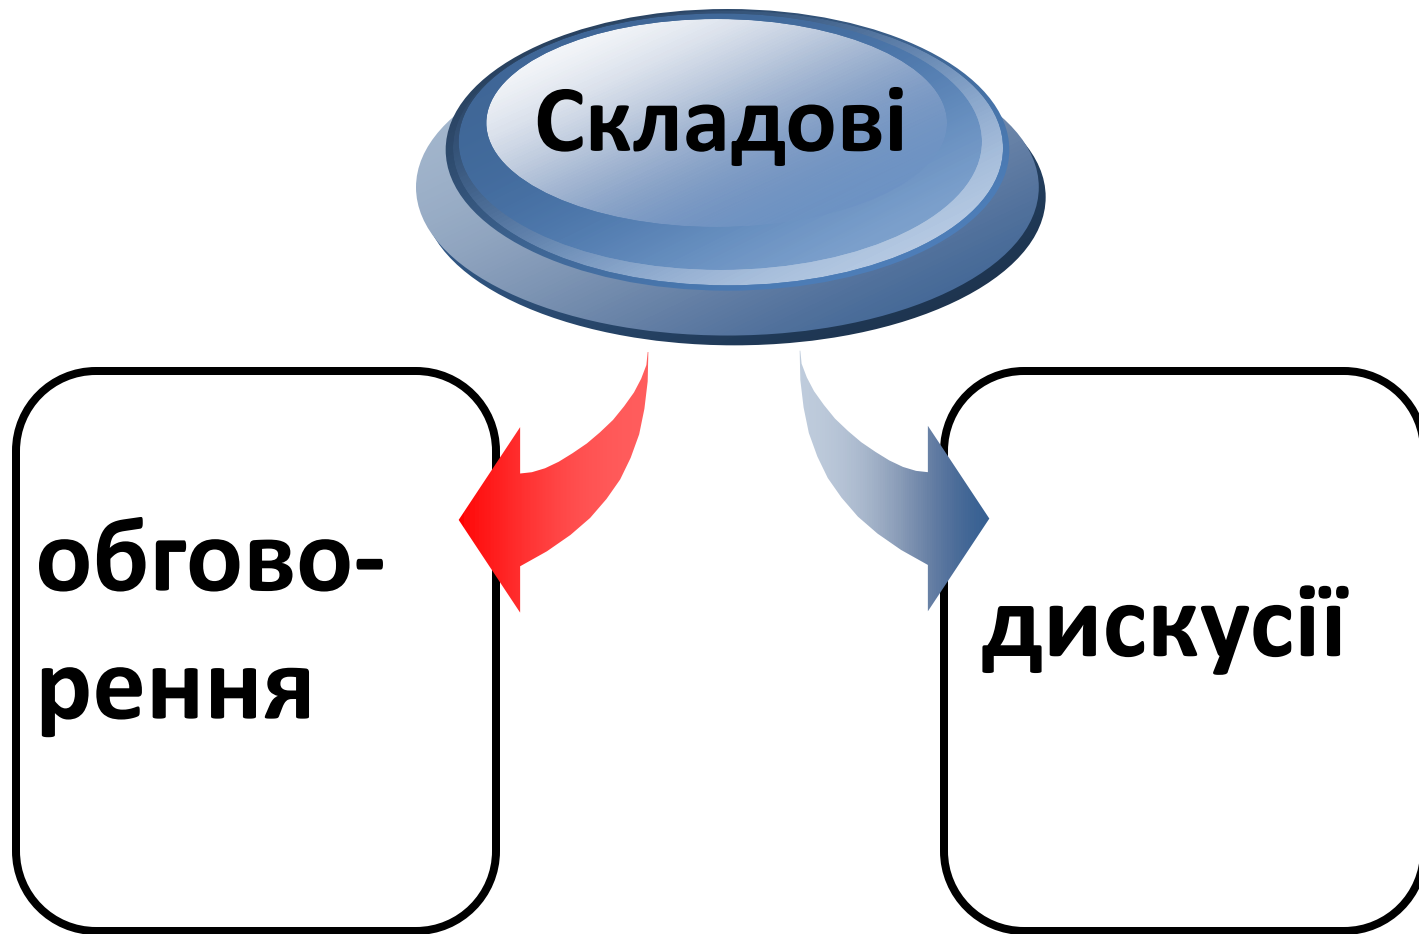 Складові
обгово-
рення
дискусії